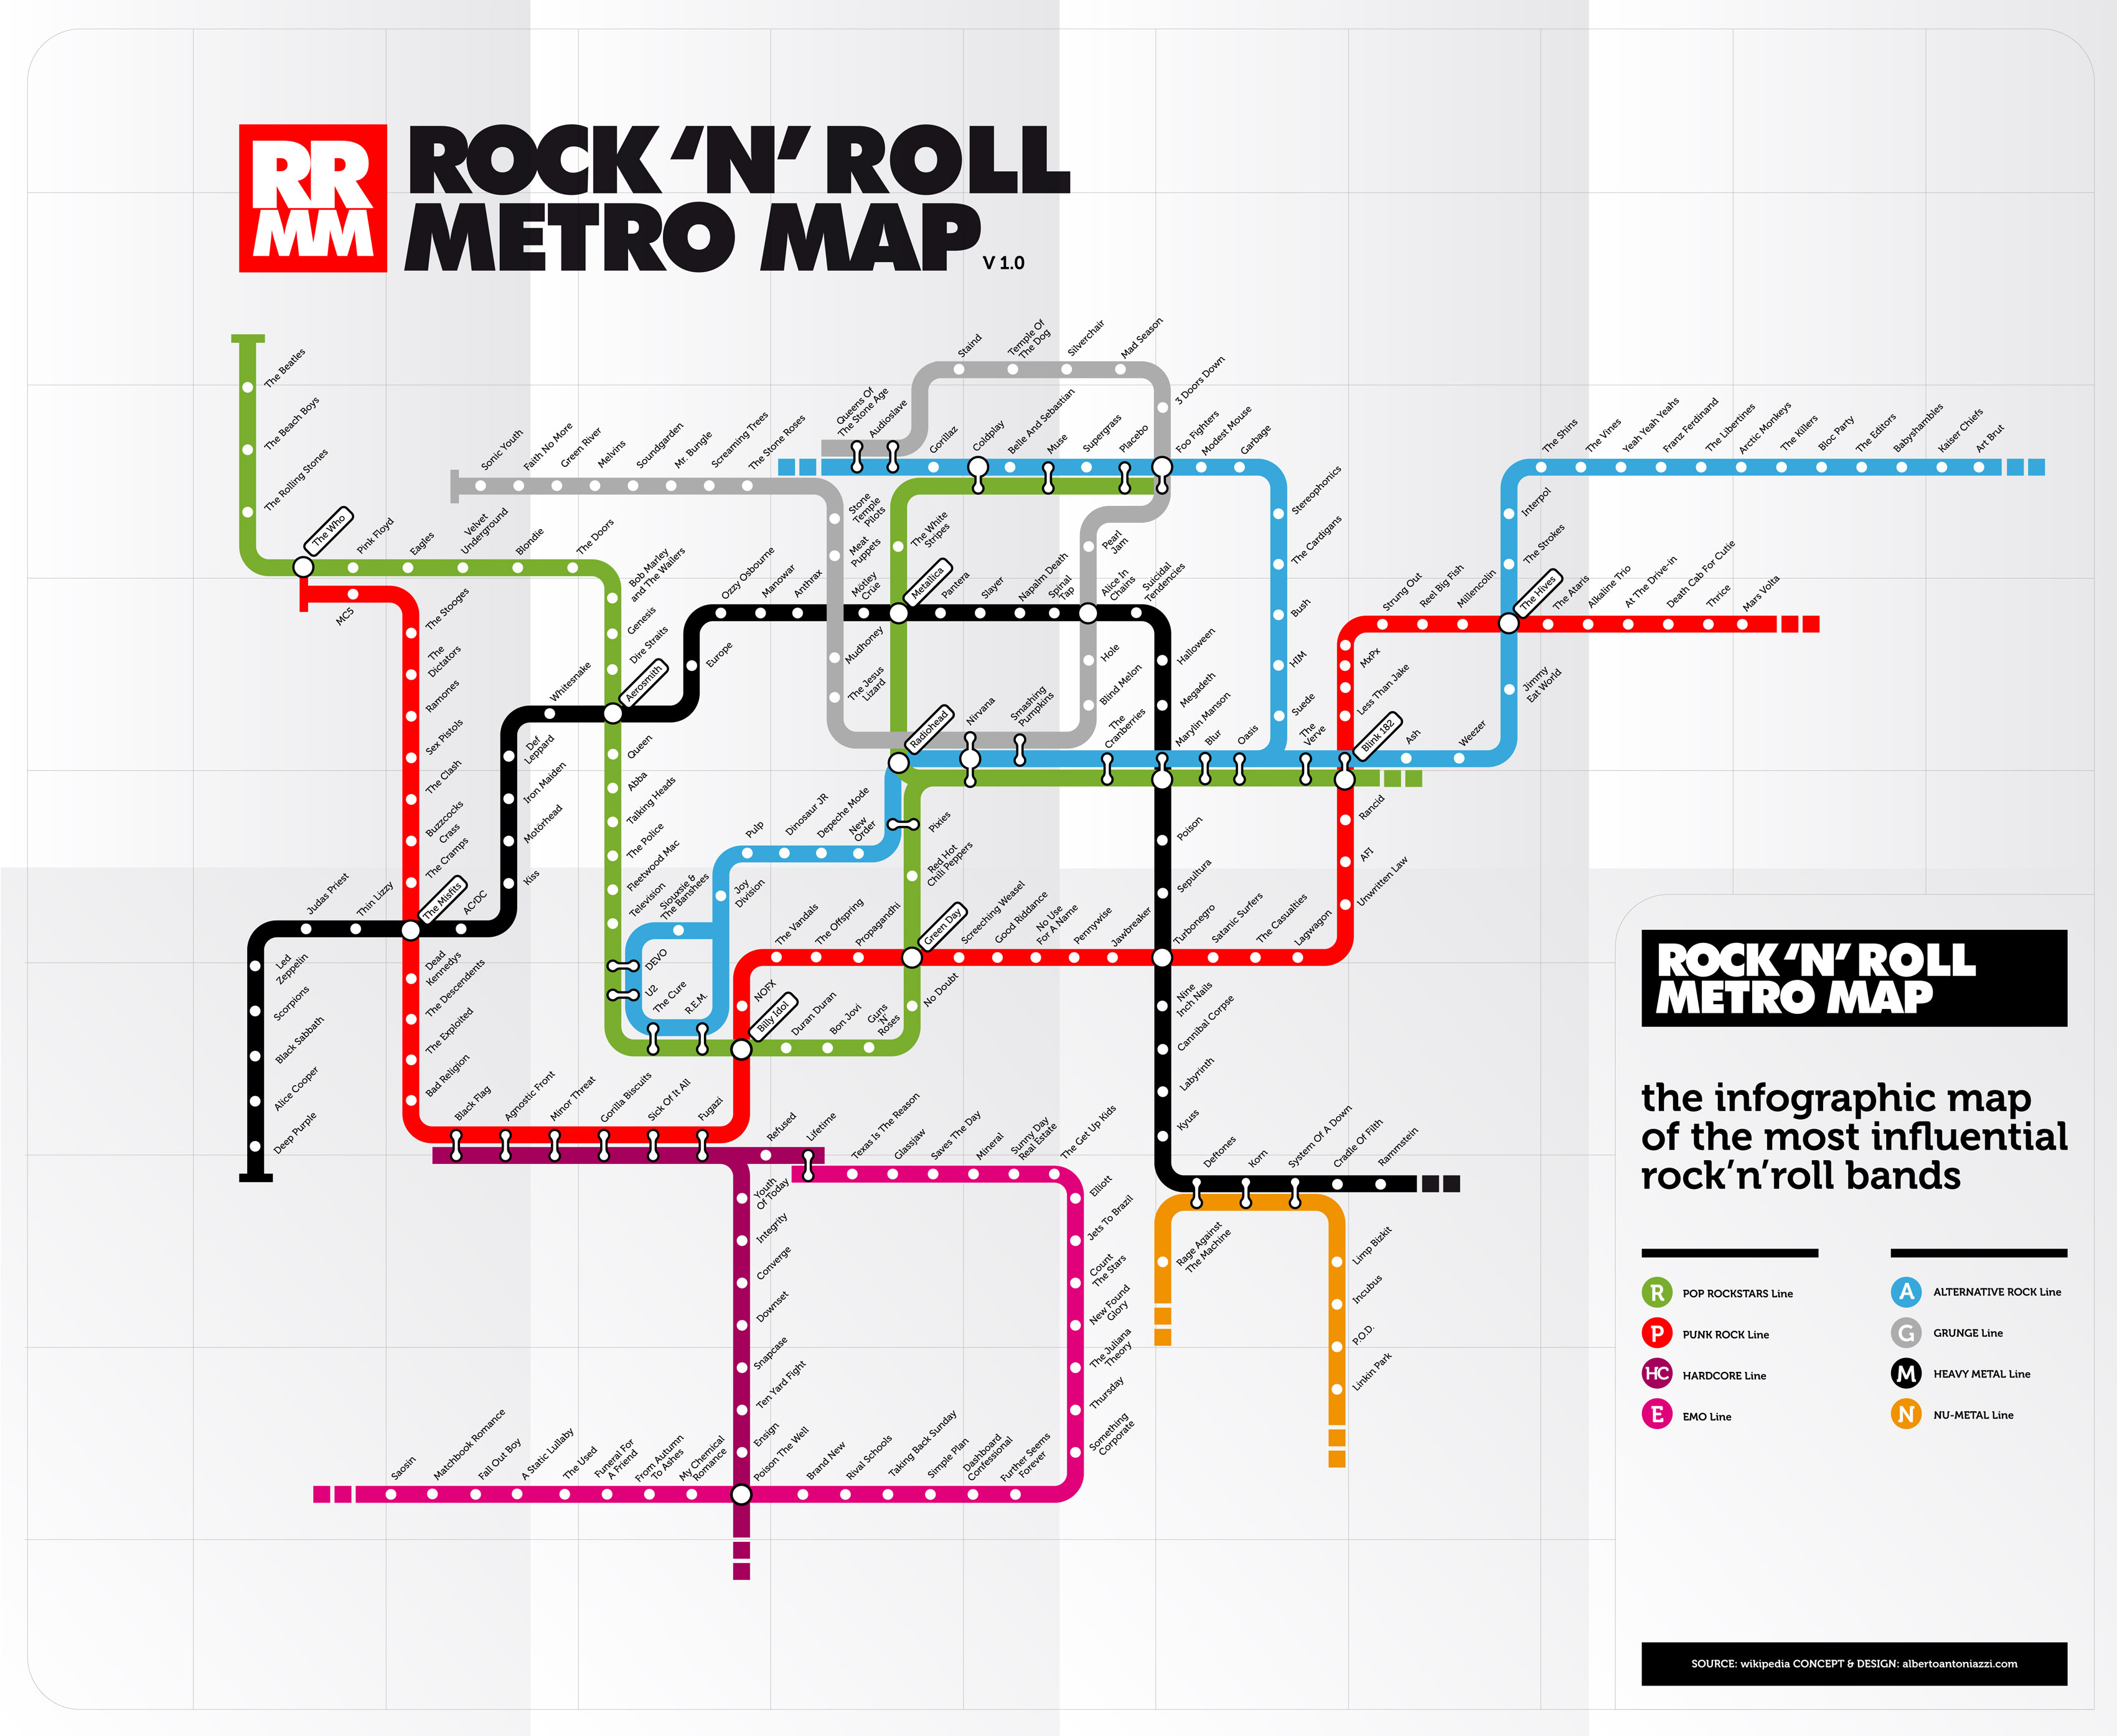 RR
MM
ROCK ‘N’ ROLL
METRO MAP
V 1.0
The Beatles
The Beach Boys
The Rolling Stones
The Who
Pink Floyd
Eagles
Velvet
Underground
Blondie
The Doors
Bob Marley
and The Wailers
Genesis
Dire Straits
Aerosmith
Queen
Abba
Talking Heads
The Police
Fleetwood Mac
Television
Siouxsie &
The Banshees
DEVO
U2
The Cure
R.E.M.
Billy Idol
Duran Duran
Bon Jovi
Guns
'N'
Roses
No Doubt
Green Day
Red Hot
Chili Peppers
Pixies
Radiohead
Metallica
The White
Stripes
MC5
The Stooges
The
Dictators
Ramones
Sex Pistols
The Clash
Buzzcocks
Crass
The Cramps
The Misfits
Dead
Kennedys
The Descendents
The Exploited
Bad Religion
Black Flag
Agnostic Front
Minor Threat
Gorilla Biscuits
Sick Of It All
Fugazi
NOFX
The Vandals
The Offspring
Propagandhi
Screeching Weasel
Good Riddance
No Use
For A Name
Pennywise
Jawbreaker
Turbonegro
Satanic Surfers
The Casualties
Lagwagon
Unwritten Law
AFI
Rancid
Blink 182
Less Than Jake
MxPx
Strung Out
Reel Big Fish
Millencolin
The Hives
The Ataris
Alkaline Trio
At The Drive-in
Death Cab For Cutie
Thrice
Mars Volta
Deep Purple
Alice Cooper
Black Sabbath
Scorpions
Led
Zeppelin
Judas Priest
Thin Lizzy
AC/DC
Kiss
Motörhead
Iron Maiden
Def
Leppard
Whitesnake
Europe
Ozzy Osbourne
Manowar
Anthrax
Mötley
Crue
Pantera
Slayer
Napalm Death
Spinal
Tap
Alice In
Chains
Suicidal
Tendencies
Halloween
Megadeth
Marylin Manson
Poison
Sepultura
Nine
Inch Nails
Cannibal Corpse
Labyrinth
Kyuss
Deftones
Korn
System Of A Down
Cradle Of Filth
Rammstein
Rage Against
The Machine
Limp Bizkit
Incubus
P.O.D.
Linkin Park
Sonic Youth
Faith No More
Green River
Melvins
Soundgarden
Mr. Bungle
Screaming Trees
The Stone Roses
Stone
Temple
Pilots
Meat
Puppets
Mudhoney
The Jesus
Lizard
Nirvana
Smashing
Pumpkins
Blind Melon
Hole
Pearl
Jam
3 Doors Down
Mad Season
Silverchair
Temple Of
The Dog
Staind
Queens Of
The Stone Age
Audioslave
Gorillaz
Coldplay
Belle And Sebastian
Muse
Supergrass
Placebo
Foo Fighters
Modest Mouse
Garbage
Stereophonics
The Cardigans
Bush
HIM
Suede
The
Cranberries
Blur
Oasis
The
Verve
Ash
Weezer
Jimmy
Eat World
The Strokes
Interpol
The Shins
The Vines
Yeah Yeah Yeahs
Franz Ferdinand
The Libertines
Arctic Monkeys
The Killers
Bloc Party
The Editors
Babyshambles
Kaiser Chiefs
Art Brut
Joy
Division
Pulp
Dinosaur JR
Depeche Mode
New
Order
Refused
Lifetime
Youth
Of Today
Integrity
Converge
Downset
Snapcase
Ten Yard Fight
Ensign
Poison The Well
Texas Is The Reason
Glassjaw
Saves The Day
Mineral
Sunny Day
Real Estate
The Get Up Kids
Elliott
Jets To Brazil
Count
The Stars
New Found
Glory
The Juliana
Theory
Thursday
Something
Corporate
Further Seems
Forever
Dashboard
Confessional
Simple Plan
Taking Back Sunday
Rival Schools
Brand New
My Chemical
Romance
From Autumn
To Ashes
Funeral For
A Friend
The Used
A Static Lullaby
Fall Out Boy
Matchbook Romance
Saosin
ROCK ‘N’ ROLL
METRO MAP
the infographic map
of the most influential
rock’n’roll bands
R POP ROCKSTARS Line
P PUNK ROCK Line
HC HARDCORE Line
E EMO Line
A ALTERNATIVE ROCK Line
G GRUNGE Line
M HEAVY METAL Line
N NU-METAL Line
SOURCE: wikipedia CONCEPT & DESIGN: albertoantoniazzi.com